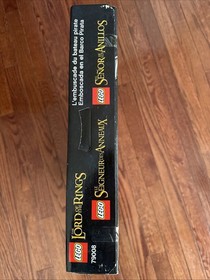 L'embuscade du bateau pirate
Emboscada en el Barco Pirata
LEGO
EL SEÑOR DE LOS ANILLOS
LEGO
LE SEIGNEUR DES ANNEAUX
LEGO
THE LORD OF THE RINGS
79008